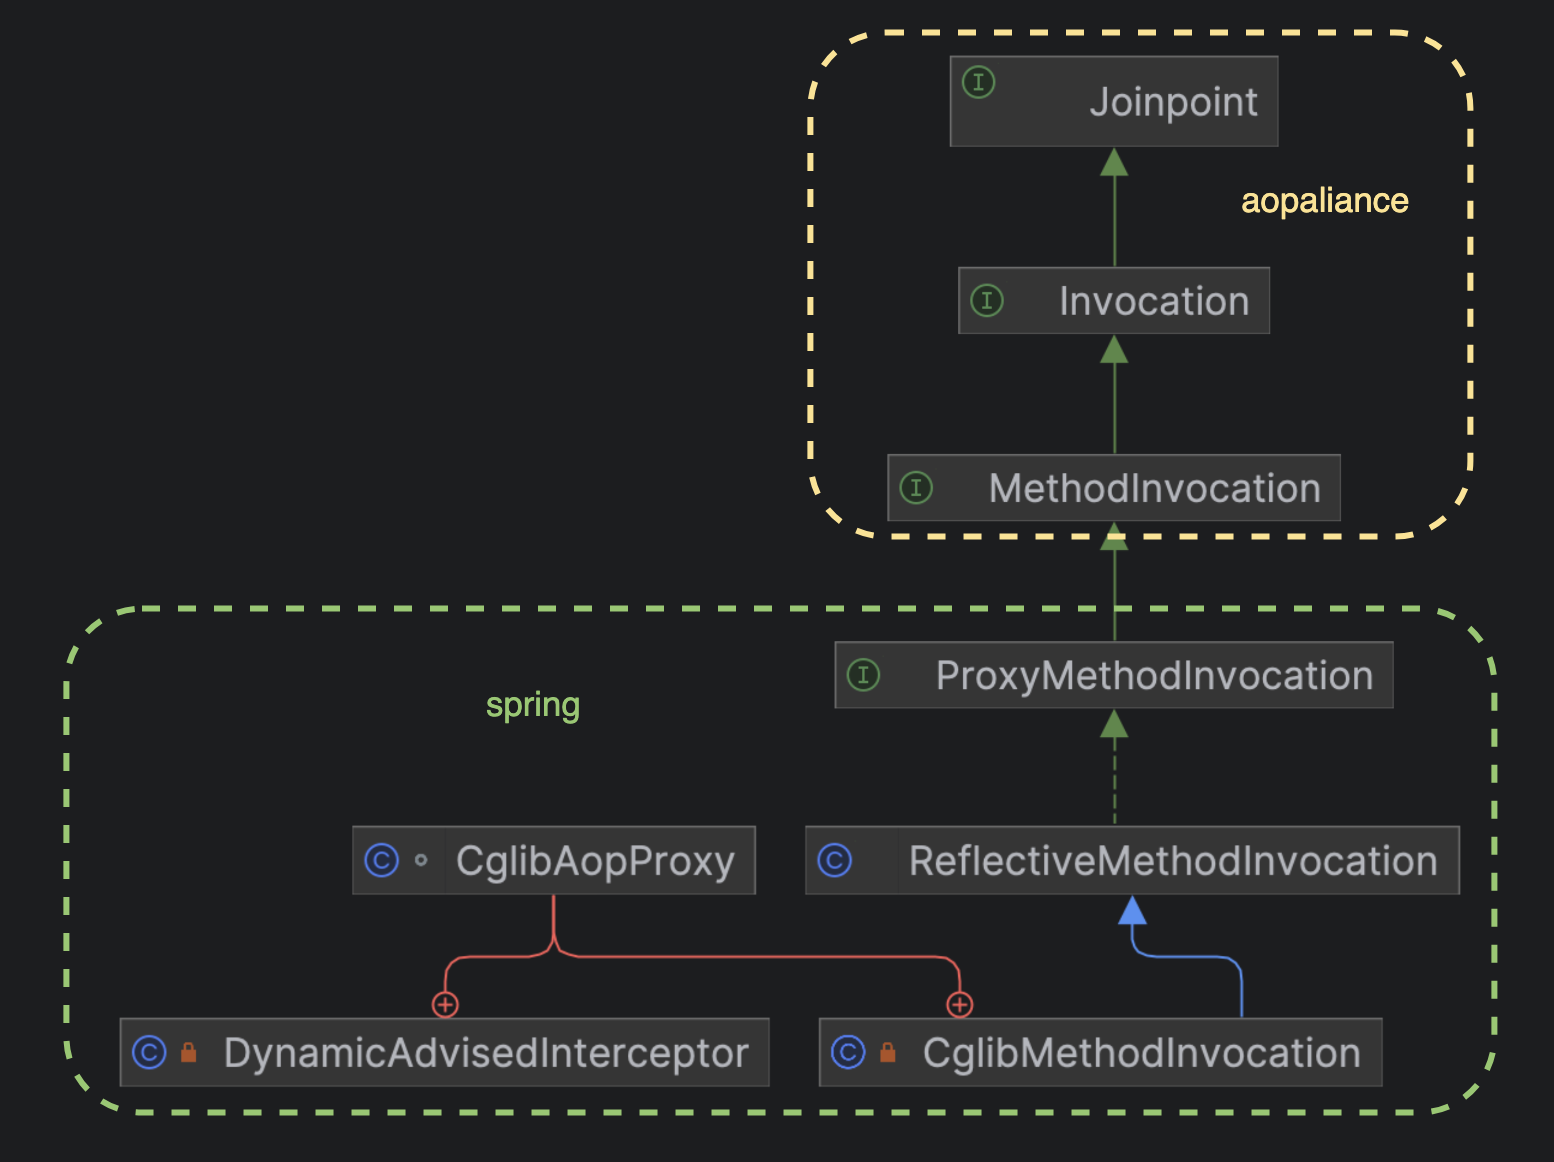 Joinpoint
aopaliance
Invocation
MethodInvocation
ProxyMethodInvocation
spring
CglibAopProxy
ReflectiveMethodInvocation
DynamicAdvisedInterceptor
CglibMethodInvocation